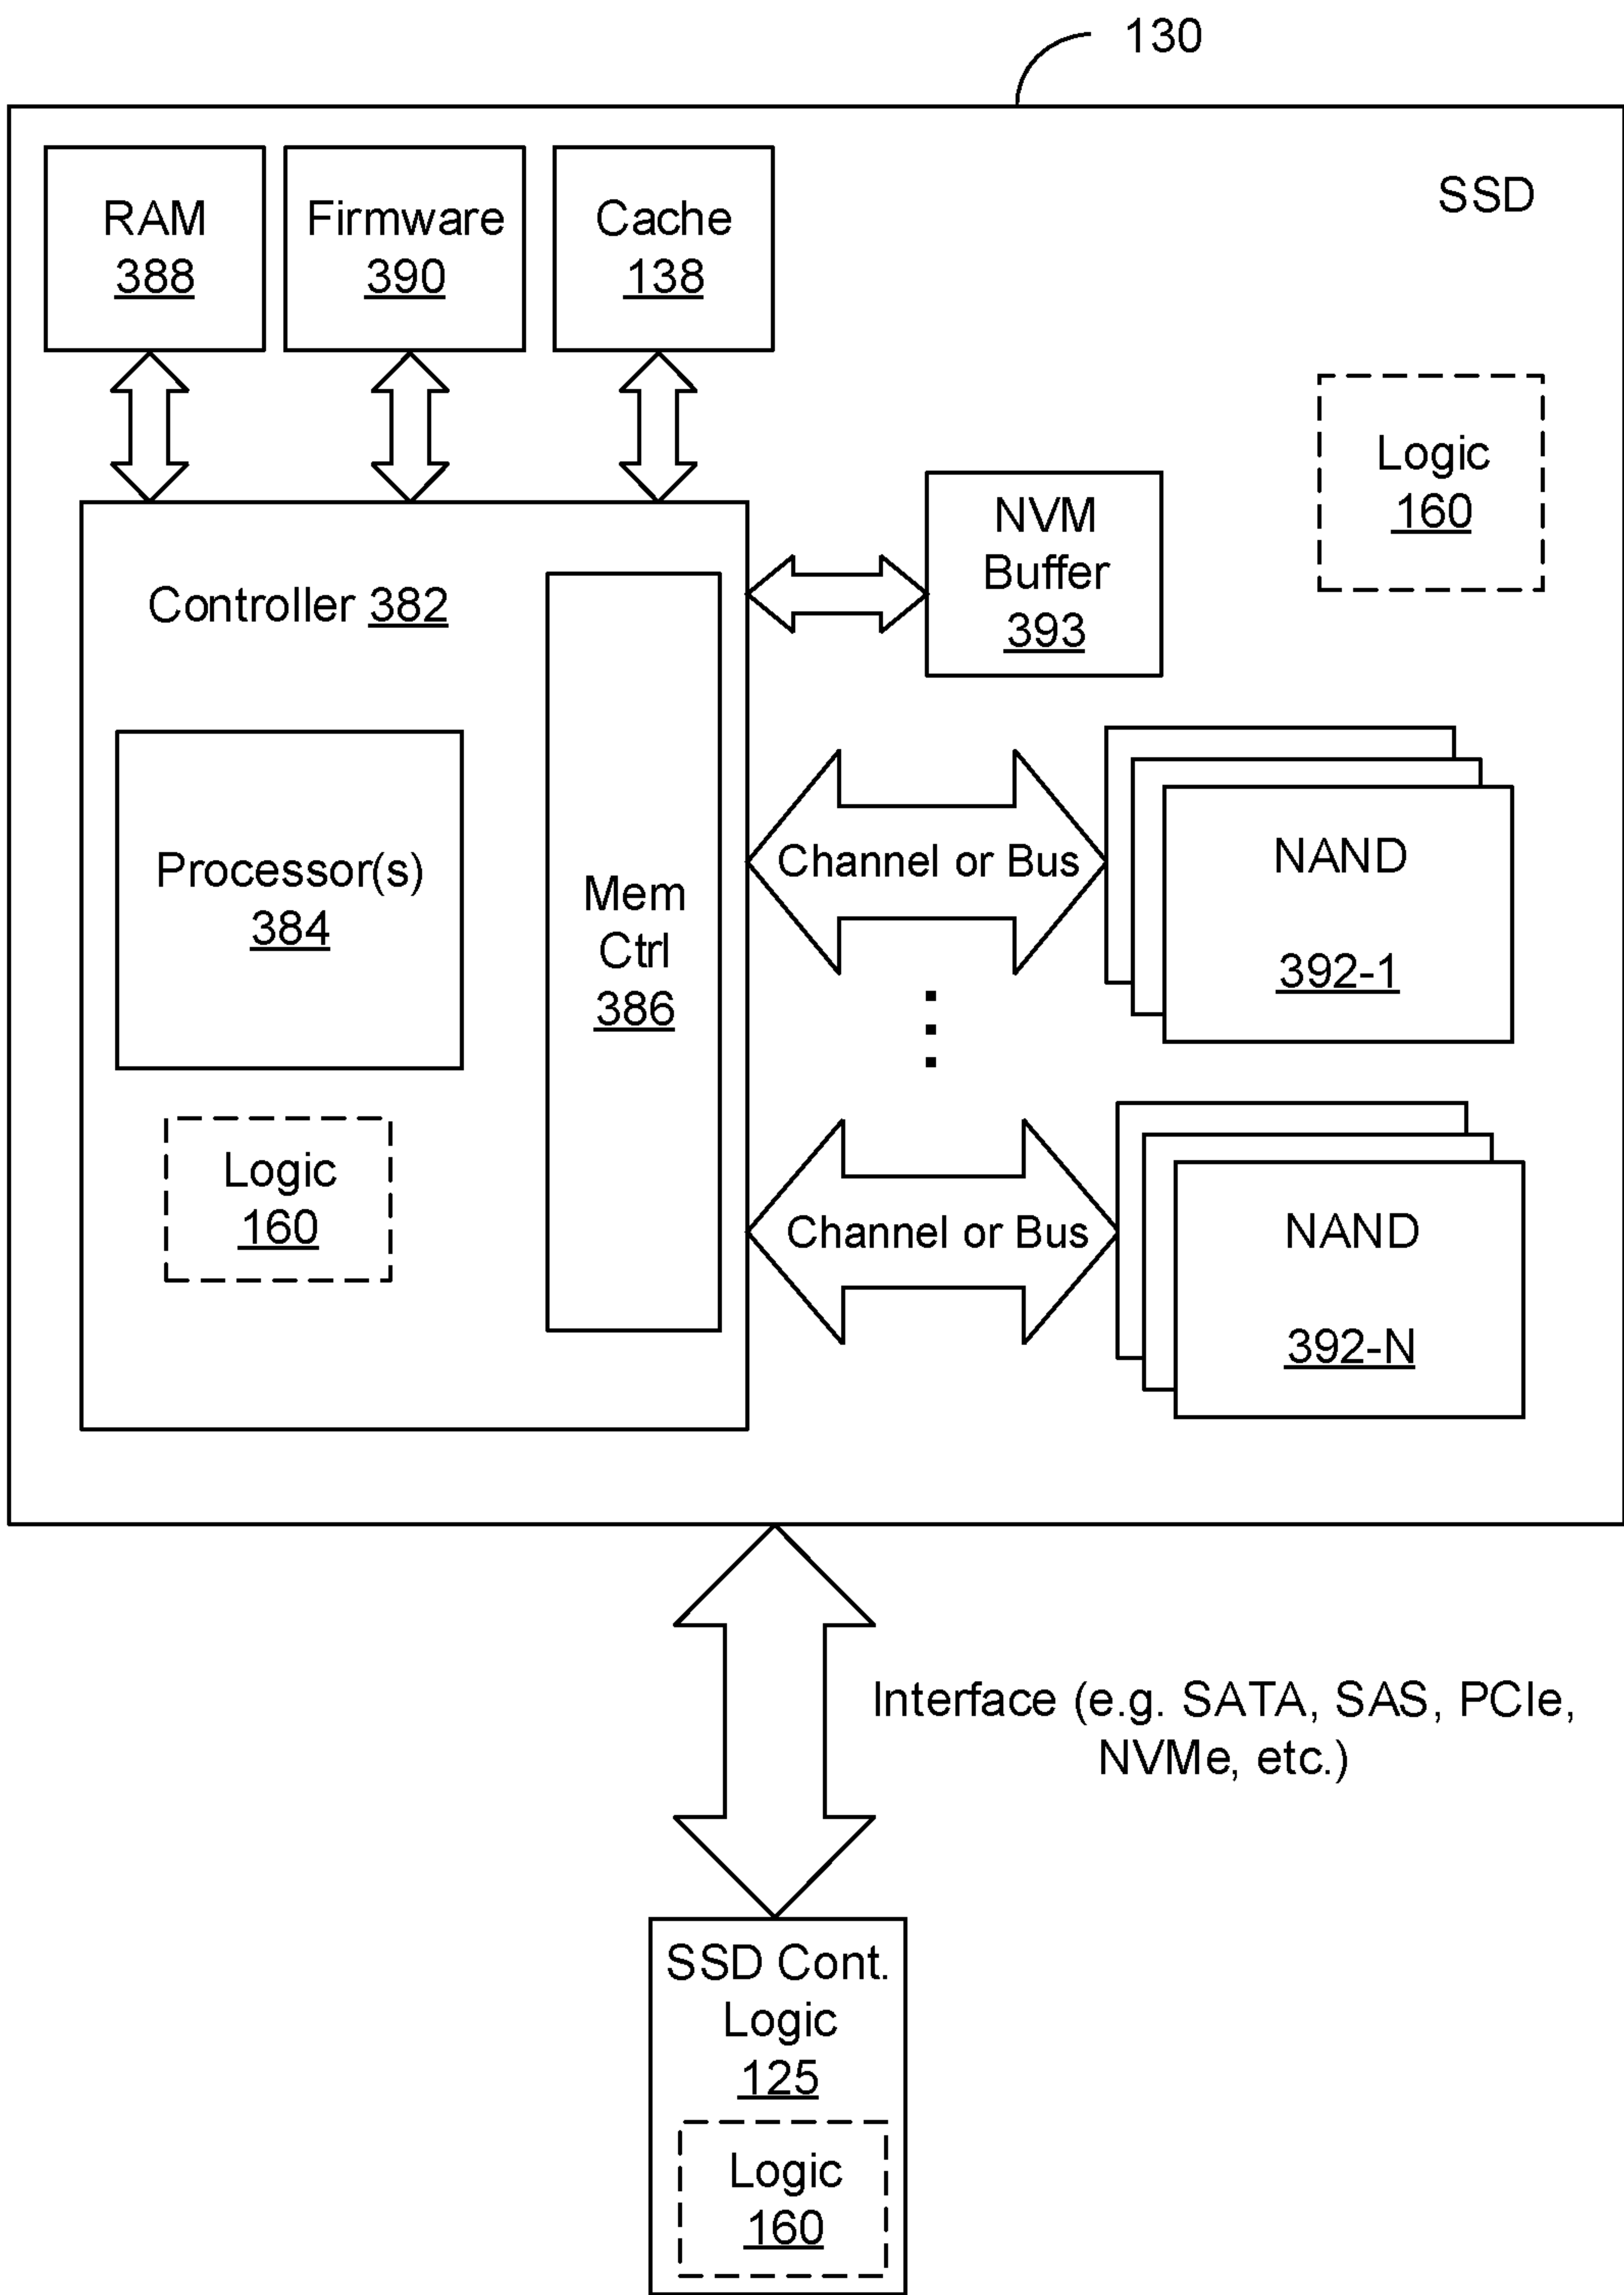 130
SSD
RAM
388
Firmware
390
Cache
138
Logic
160
NVM
Buffer
393
Controller 382
Processor(s)
384
Mem
Ctrl
386
Channel or Bus
NAND
392-1
Logic
160
Channel or Bus
NAND
392-N
Interface (e.g. SATA, SAS, PCIe,
NVMe, etc.)
SSD Cont.
Logic
125
Logic
160